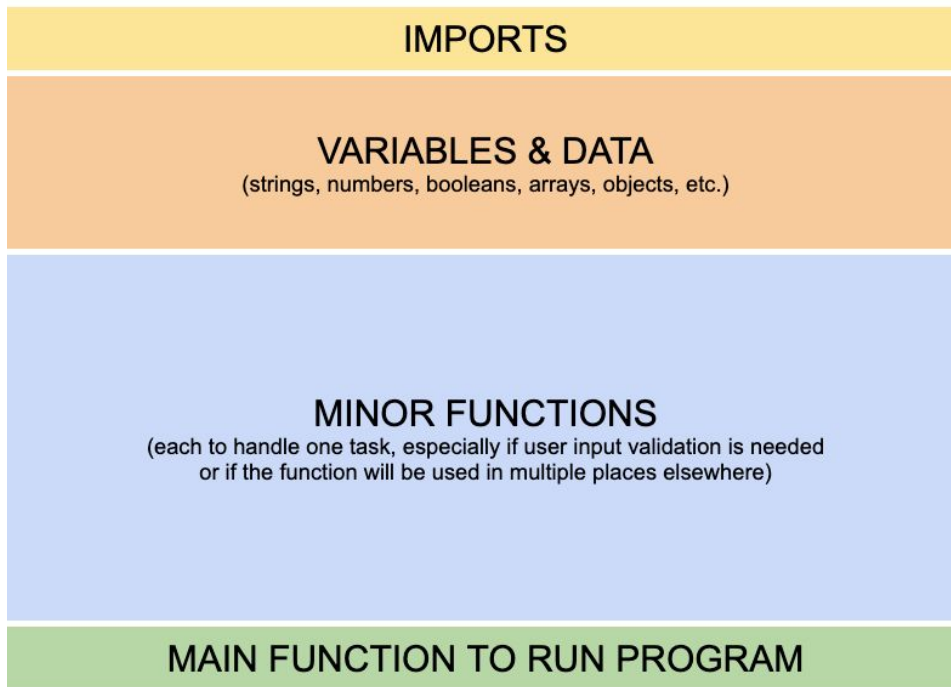 IMPORTS
VARIABLES & DATA
(strings, numbers, booleans, arrays, objects, etc.)
MINOR FUNCTIONS
(each to handle one task, especially if user input validation is needed
or if the function will be used in multiple places elsewhere)
MAIN FUNCTION TO RUN PROGRAM